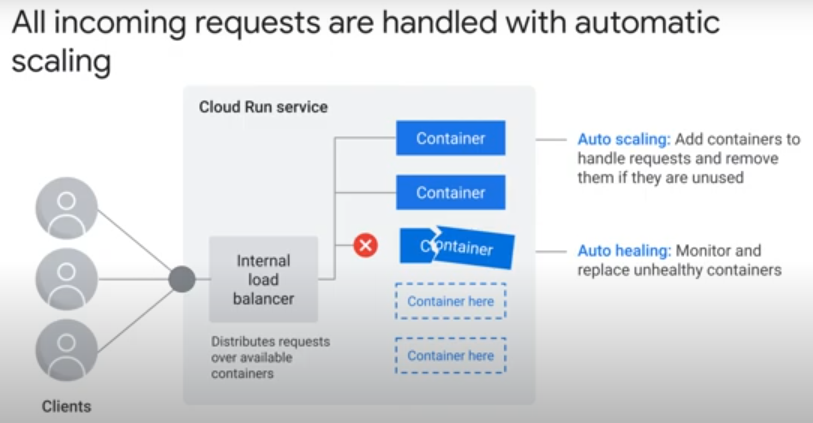 All incoming requests are handled with automatic
scaling
Cloud Run service
Container
Container
Container
Container here
Container here
Internal
load
balancer
Distributes requests
over available
containers
Clients
Auto scaling: Add containers to
handle requests and remove
them if they are unused
Auto healing: Monitor and
replace unhealthy containers